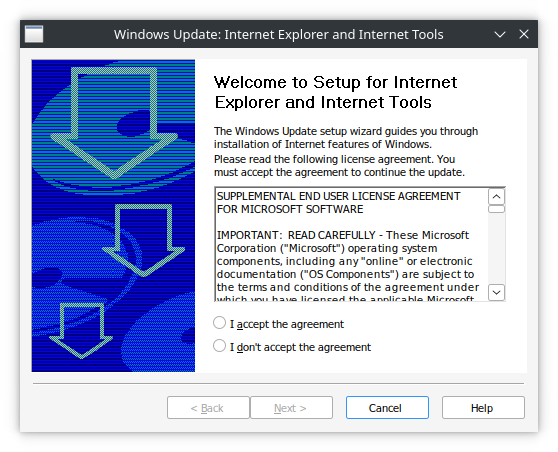 Windows Update: Internet Explorer and Internet Tools
Welcome to Setup for Internet
Explorer and Internet Tools
The Windows Update setup wizard guides you through
installation of Internet features of Windows.
Please read the following license agreement. You
must accept the agreement to continue the update.
SUPPLEMENTAL END USER LICENSE AGREEMENT
FOR MICROSOFT SOFTWARE
IMPORTANT: READ CAREFULLY - These Microsoft
Corporation ("Microsoft") operating system
components, including any "online" or electronic
documentation ("OS Components") are subject to
the terms and conditions of the agreement under
which you have licensed the applicable Microsoft
I accept the agreement
I don't accept the agreement
< Back
Next >
Cancel
Help